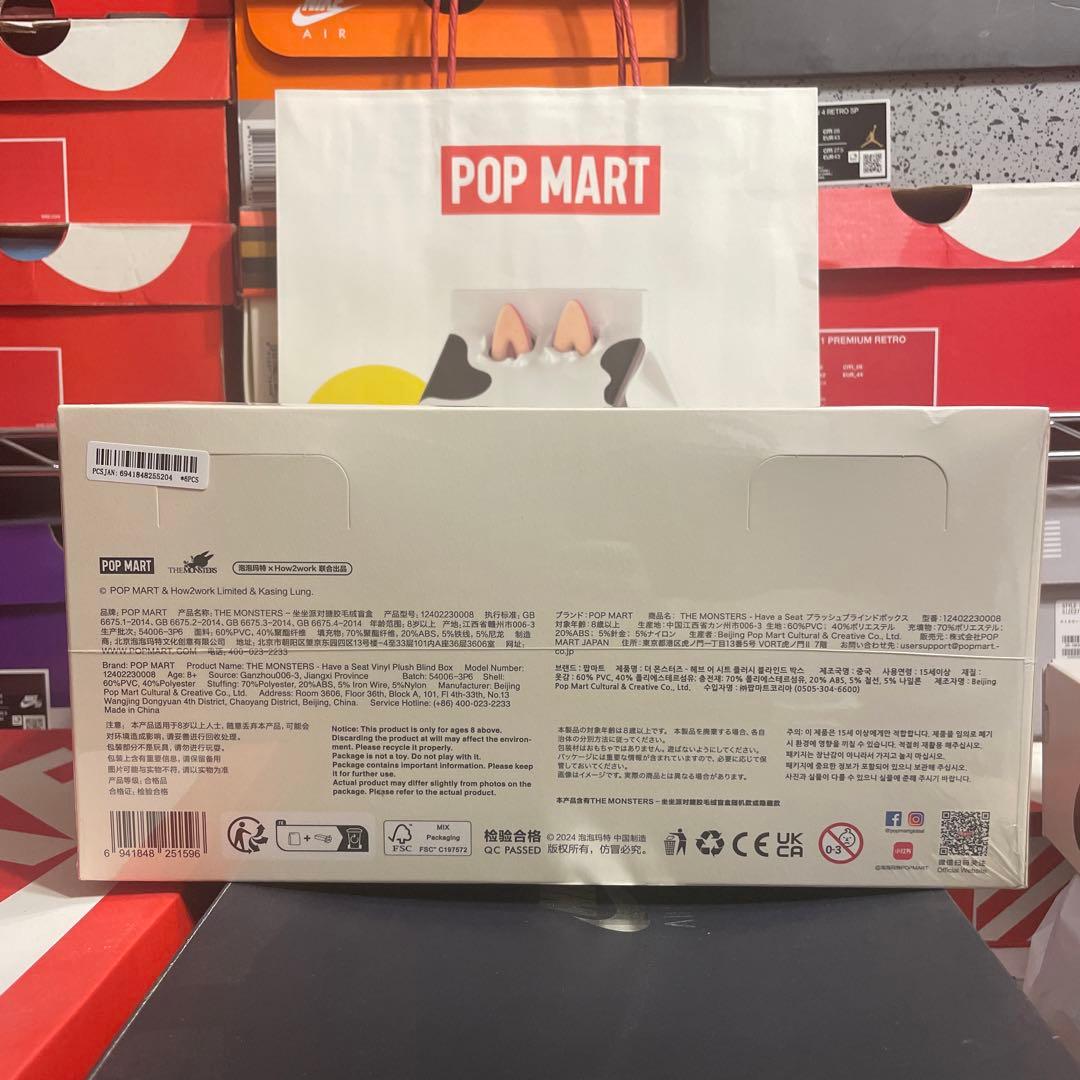 AIR
POP MART
4 RETRO SP
1 PREMIUM RETRO
PCSJAN: 6941848255204 *6PCS
POP MART THE MONSTERS 泡泡玛特×How2work 联合出品
© POP MART & How2work Limited & Kasing Lung.
品牌: POP MART 产品名称: THE MONSTERS – 坐坐派对搪胶毛绒盲盒 产品型号: 12402230008 执行标准: GB
6675.1–2014, GB 6675.2–2014, GB 6675.3–2014, GB 6675.4–2014 年龄范围: 8岁以上 产地: 江西省赣州市006-3
生产批次: 54006-3P6 面料: 60%PVC, 40%聚酯纤维 填充物: 70%聚酯纤维, 20%ABS, 5%铁线, 5%尼龙 制造
商: 北京泡泡玛特文化创意有限公司 地址: 北京市朝阳区望京东园四区13号楼-4至33层101内36层3606室 网址:
WWW.POPMART.COM 电话: 400-023-2233
Brand: POP MART Product Name: THE MONSTERS - Have a Seat Vinyl Plush Blind Box Model Number:
12402230008 Age: 8+ Source: Ganzhou006-3, Jiangxi Province Batch: 54006-3P6 Shell:
60%PVC, 40%Polyester Stuffing: 70%Polyester, 20%ABS, 5% Iron Wire, 5%Nylon Manufacturer: Beijing
Pop Mart Cultural & Creative Co., Ltd. Address: Room 3606, Floor 36th, Block A, 101, Fl 4th-33th, No.13
Wangjing Dongyuan 4th District, Chaoyang District, Beijing, China. Service Hotline: (+86) 400-023-2233
Made in China
ブランド: POP MART 商品名: THE MONSTERS - Have a Seat プラッシュブラインドボックス 型番: 12402230008
対象年齢: 8歳以上 生産地: 中国江西省カン州市006-3 生地: 60%PVC; 40%ポリエステル 充填物: 70%ポリエステル;
20%ABS; 5%針金; 5%ナイロン 生産者: Beijing Pop Mart Cultural & Creative Co., Ltd. 販売元: 株式会社POP
MART JAPAN 住所: 東京都港区虎ノ門一丁目13番5号 VORT虎ノ門Ⅱ 7階 お問い合わせ先: usersupport@popmart-
co.jp
브랜드: 팝마트 제품명: 더 몬스터즈 - 해브 어 시트 플러시 블라인드 박스 제조국명: 중국 사용연령: 15세이상 재질:
겉감: 60% PVC, 40% 폴리에스테르섬유; 충전재: 70% 폴리에스테르섬유, 20% ABS, 5% 철선, 5% 나일론 제조자명: Beijing
Pop Mart Cultural & Creative Co., Ltd. 수입자명: ㈜팝마트코리아 (0505-304-6600)
注意: 本产品适用于8岁以上人士, 随意丢弃本产品, 可能会
对环境造成影响, 请妥善进行回收处理。
包装部分不是玩具, 请勿进行玩耍。
包装上含有重要信息, 请保留备用
图片可能与实物不符, 请以实物为准
产品等级: 合格品
合格证: 检验合格
Notice: This product is only for ages 8 above.
Discarding the product at will may affect the environ-
ment. Please recycle it properly.
Package is not a toy. Do not play with it.
Package contains important information. Please keep
it for further use.
Actual product may differ slightly from photos on the
package. Please refer to the actual product.
本製品の対象年齢は8歳以上です。本製品を廃棄する場合、各自
治体の分別方法に従ってください。
包装材はおもちゃではありません。遊ばないようにしてください。
パッケージには重要な情報が含まれていますので、必要に応じて保
管しておいてください。
画像はイメージです。実際の商品とは異なる場合があります。
주의: 이 제품은 15세 이상에게만 적합합니다. 제품을 임의로 폐기
시 환경에 영향을 끼칠 수 있습니다. 적절히 재활용 해주십시오.
패키지는 장난감이 아니라서 가지고 놀지 마십시오.
패키지에 중요한 정보가 포함되어 있으니 보관해 주십시오
사진과 실물이 다를 수 있으니 실물에 준해 주시기 바랍니다.
本产品含有THE MONSTERS – 坐坐派对搪胶毛绒盲盒随机款或隐藏款
6 941848 251596
FSC
MIX
Packaging
FSC™ C197572
检验合格
QC PASSED
© 2024 泡泡玛特 中国制造
版权所有, 仿冒必究。
CE
UK
CA
0-3
小红书
@泡泡玛特POPMART
微信扫码关注
Official Website